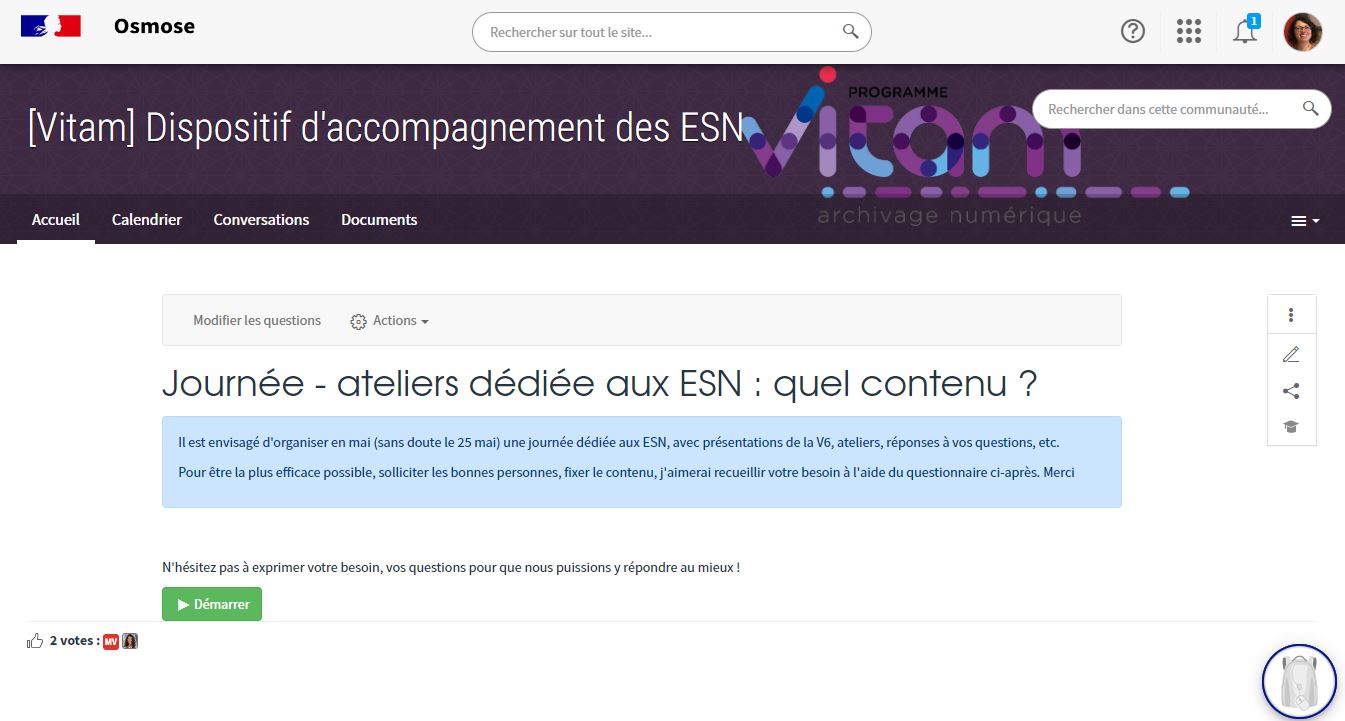 Osmose
Rechercher sur tout le site...
1
[Vitam] Dispositif d'accompagnement des ESN
PROGRAMME
Vitam
archivage numérique
Rechercher dans cette communauté...
Accueil Calendrier Conversations Documents
Modifier les questions Actions
Journée - ateliers dédiée aux ESN : quel contenu ?
Il est envisagé d'organiser en mai (sans doute le 25 mai) une journée dédiée aux ESN, avec présentations de la V6, ateliers, réponses à vos questions, etc.
Pour être la plus efficace possible, solliciter les bonnes personnes, fixer le contenu, j'aimerai recueillir votre besoin à l'aide du questionnaire ci-après. Merci
N'hésitez pas à exprimer votre besoin, vos questions pour que nous puissions y répondre au mieux !
Démarrer
2 votes : MV